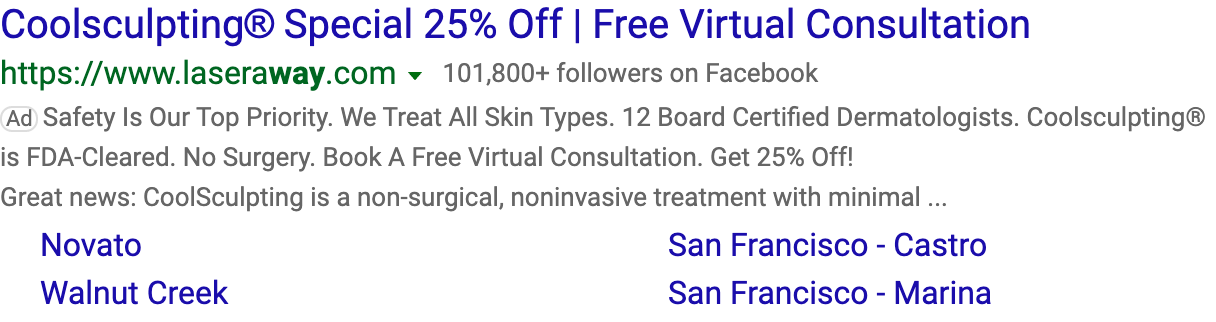 Coolsculpting® Special 25% Off | Free Virtual Consultation
https://www.laseraway.com 101,800+ followers on Facebook
Ad Safety Is Our Top Priority. We Treat All Skin Types. 12 Board Certified Dermatologists. Coolsculpting®
is FDA-Cleared. No Surgery. Book A Free Virtual Consultation. Get 25% Off!
Great news: CoolSculpting is a non-surgical, noninvasive treatment with minimal ...
Novato San Francisco - Castro
Walnut Creek San Francisco - Marina